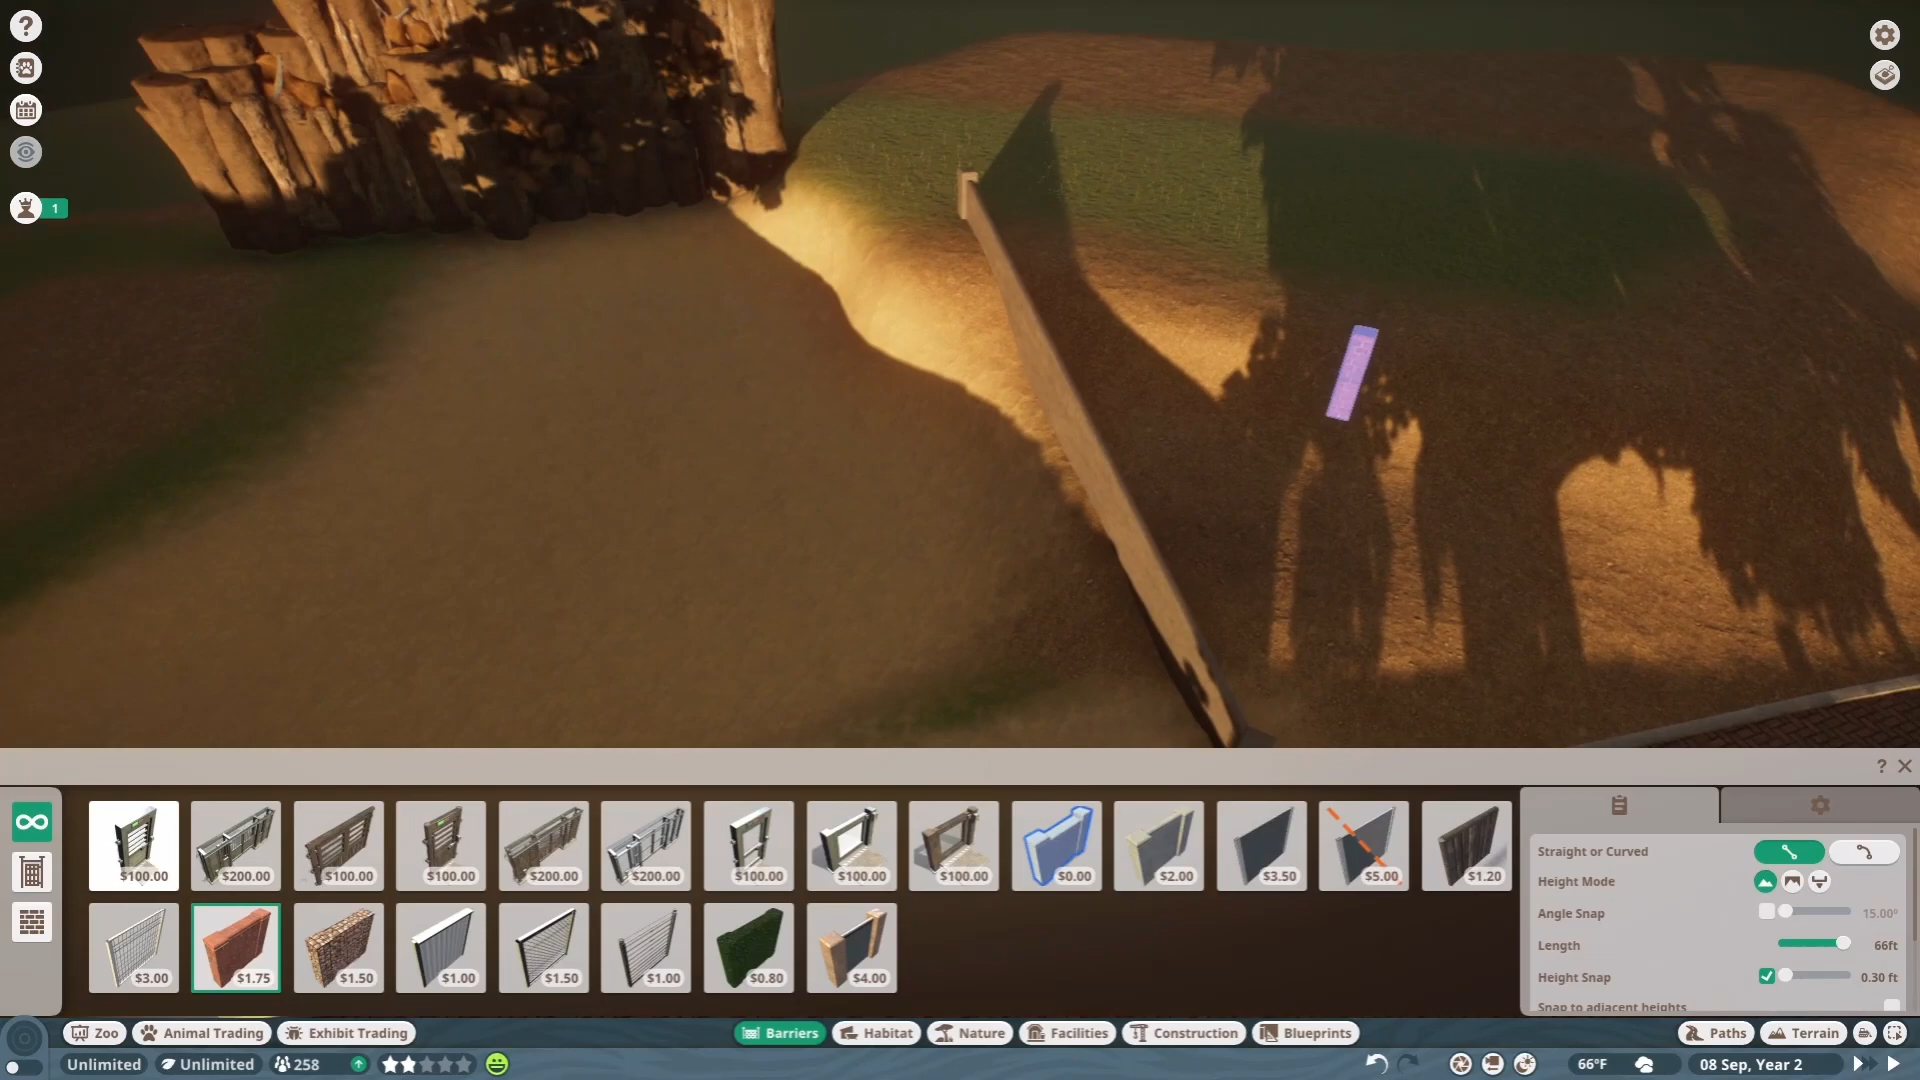 ?
1
? ×
$100.00 $200.00 $100.00 $100.00 $200.00 $200.00 $100.00 $100.00 $100.00 $0.00 $2.00 $3.50 $5.00 $1.20
$3.00 $1.75 $1.50 $1.00 $1.50 $1.00 $0.80 $4.00
Straight or Curved
Height Mode
Angle Snap 15.00°
Length 66ft
Height Snap 0.30 ft
Snap to adjacent heights
Zoo Animal Trading Exhibit Trading Barriers Habitat Nature Facilities Construction Blueprints Paths Terrain
Unlimited Unlimited 258 66°F 08 Sep, Year 2